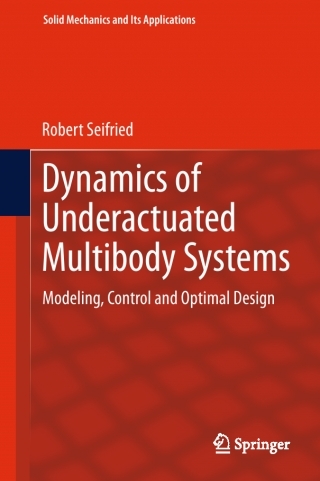 Solid Mechanics and Its Applications
Robert Seifried
Dynamics of
Underactuated
Multibody Systems
Modeling, Control and Optimal Design
Springer